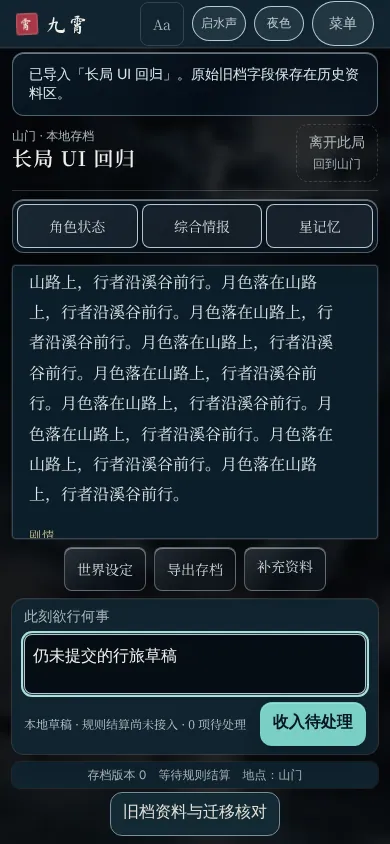 霄 九霄 Aa 启水声 夜色 菜单
已导入「长局 UI 回归」。原始旧档字段保存在历史资
料区。
山门 · 本地存档
长局 UI 回归
离开此局
回到山门
角色状态 综合情报 星记忆
山路上，行者沿溪谷前行。月色落在山路
上，行者沿溪谷前行。月色落在山路上，行
者沿溪谷前行。月色落在山路上，行者沿溪
谷前行。月色落在山路上，行者沿溪谷前
行。月色落在山路上，行者沿溪谷前行。月
色落在山路上，行者沿溪谷前行。月色落在
山路上，行者沿溪谷前行。月色落在山路
上，行者沿溪谷前行。
剧情
世界设定 导出存档 补充资料
此刻欲行何事
仍未提交的行旅草稿
本地草稿 · 规则结算尚未接入 · 0 项待处理
收入待处理
存档版本 0 等待规则结算 地点：山门
旧档资料与迁移核对